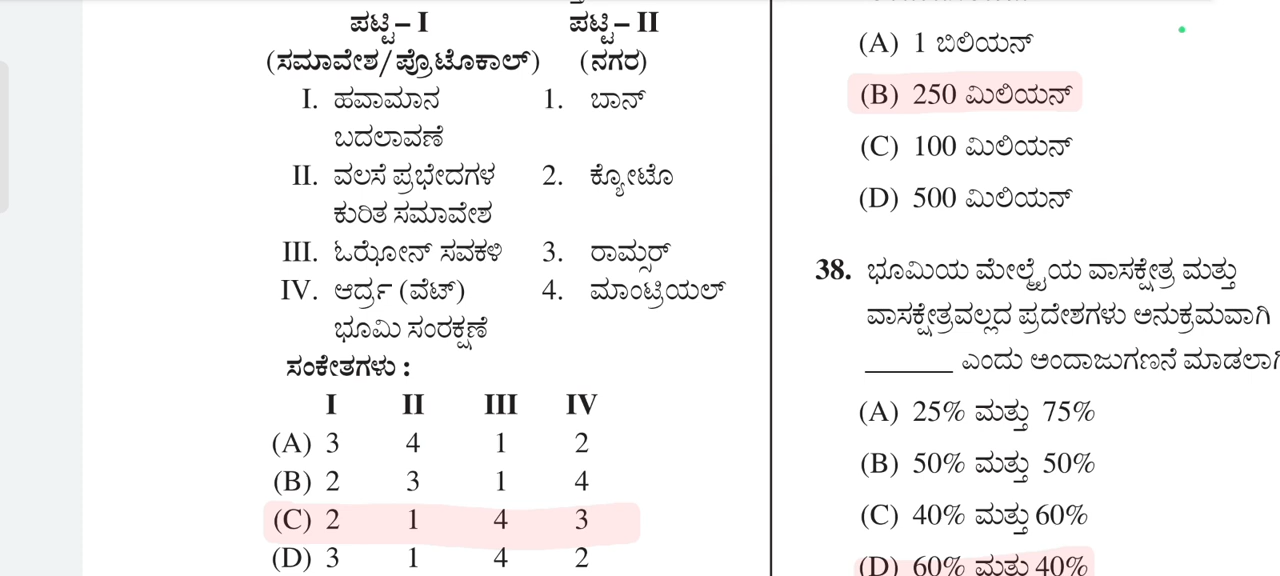 ಪಟ್ಟಿ – I ಪಟ್ಟಿ – II
(ಸಮಾವೇಶ/ಪ್ರೊಟೊಕಾಲ್) (ನಗರ)
I. ಹವಾಮಾನ 1. ಬಾನ್
ಬದಲಾವಣೆ
II. ವಲಸೆ ಪ್ರಭೇದಗಳ 2. ಕ್ಯೋಟೊ
ಕುರಿತ ಸಮಾವೇಶ
III. ಓಝೋನ್ ಸವಕಳಿ 3. ರಾಮ್ಸರ್
IV. ಆರ್ದ್ರ (ವೆಟ್) 4. ಮಾಂಟ್ರಿಯಲ್
ಭೂಮಿ ಸಂರಕ್ಷಣೆ
ಸಂಕೇತಗಳು :
I II III IV
(A) 3 4 1 2
(B) 2 3 1 4
(C) 2 1 4 3
(D) 3 1 4 2
(A) 1 ಬಿಲಿಯನ್
(B) 250 ಮಿಲಿಯನ್
(C) 100 ಮಿಲಿಯನ್
(D) 500 ಮಿಲಿಯನ್
38. ಭೂಮಿಯ ಮೇಲ್ಮೈಯ ವಾಸಕ್ಷೇತ್ರ ಮತ್ತು
ವಾಸಕ್ಷೇತ್ರವಲ್ಲದ ಪ್ರದೇಶಗಳು ಅನುಕ್ರಮವಾಗಿ
______ ಎಂದು ಅಂದಾಜುಗಣನೆ
(A) 25% ಮತ್ತು 75%
(B) 50% ಮತ್ತು 50%
(C) 40% ಮತ್ತು 60%
(D) 60% ಮತ್ತು 40%